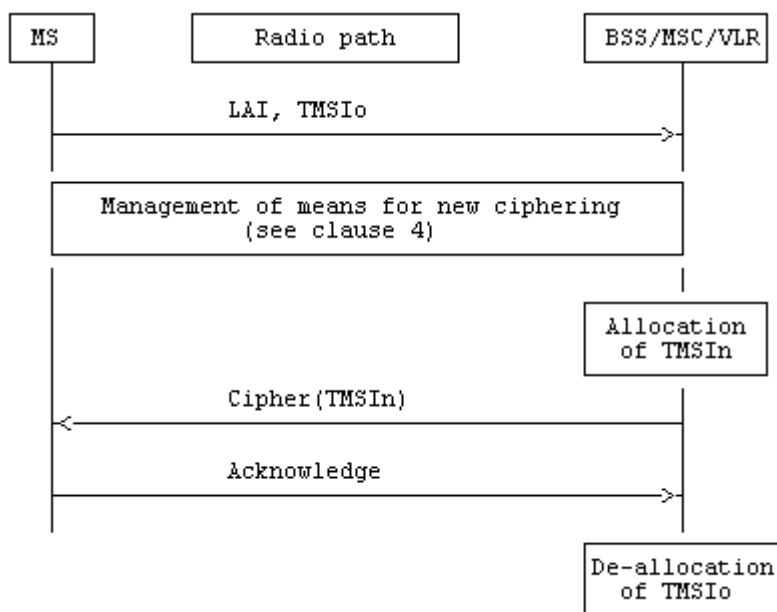 MS
Radio path
BSS/MSC/VLR
LAI, TMSIo
Management of means for new ciphering
(see clause 4)
Allocation
of TMSIn
Cipher(TMSIn)
Acknowledge
De-allocation
of TMSIo